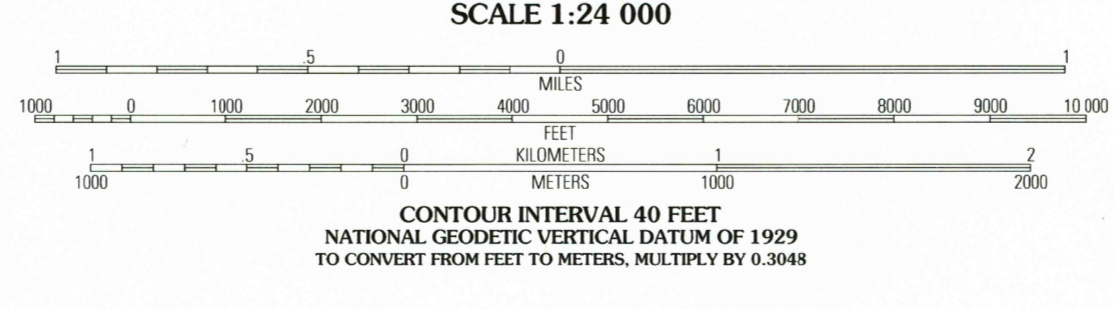 SCALE 1:24 000
1 .5 0 1
MILES
1000 0 1000 2000 3000 4000 5000 6000 7000 8000 9000 10 000
FEET
1 .5 0 KILOMETERS 1 2
1000 0 METERS 1000 2000
CONTOUR INTERVAL 40 FEET
NATIONAL GEODETIC VERTICAL DATUM OF 1929
TO CONVERT FROM FEET TO METERS, MULTIPLY BY 0.3048